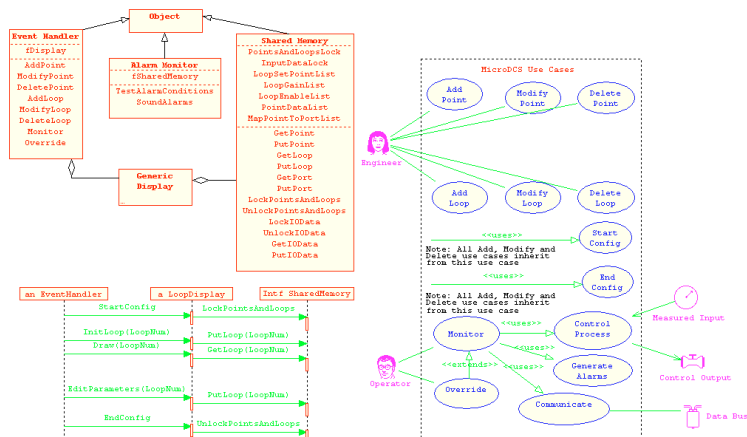 Object
Event Handler
fDisplay
AddPoint
ModifyPoint
DeletePoint
AddLoop
ModifyLoop
DeleteLoop
Monitor
Override
Alarm Monitor
fSharedMemory
TestAlarmConditions
SoundAlarms
Shared Memory
PointsAndLoopsLock
InputDataLock
LoopSetPointList
LoopGainList
LoopEnableList
PointDataList
MapPointToPortList
GetPoint
PutPoint
GetLoop
PutLoop
GetPort
PutPort
LockPointsAndLoops
UnlockPointsAndLoops
LockIOData
UnlockIOData
GetIOData
PutIOData
Generic
Display
MicroDCS Use Cases
Add
Point
Modify
Point
Delete
Point
Engineer
Add
Loop
Modify
Loop
Delete
Loop
<<uses>>
Start
Config
Note: All Add, Modify and
Delete use cases inherit
from this use case
<<uses>>
End
Config
Note: All Add, Modify and
Delete use cases inherit
from this use case
Monitor
<<uses>>
Control
Process
Measured Input
<<uses>>
Generate
Alarms
Control Output
<<extends>>
<<uses>>
Operator
Override
Communicate
Data Bus
an EventHandler
a LoopDisplay
Intf SharedMemory
StartConfig
LockPointsAndLoops
InitLoop(LoopNum)
PutLoop(LoopNum)
Draw(LoopNum)
GetLoop(LoopNum)
EditParameters(LoopNum)
PutLoop(LoopNum)
EndConfig
UnlockPointsAndLoops